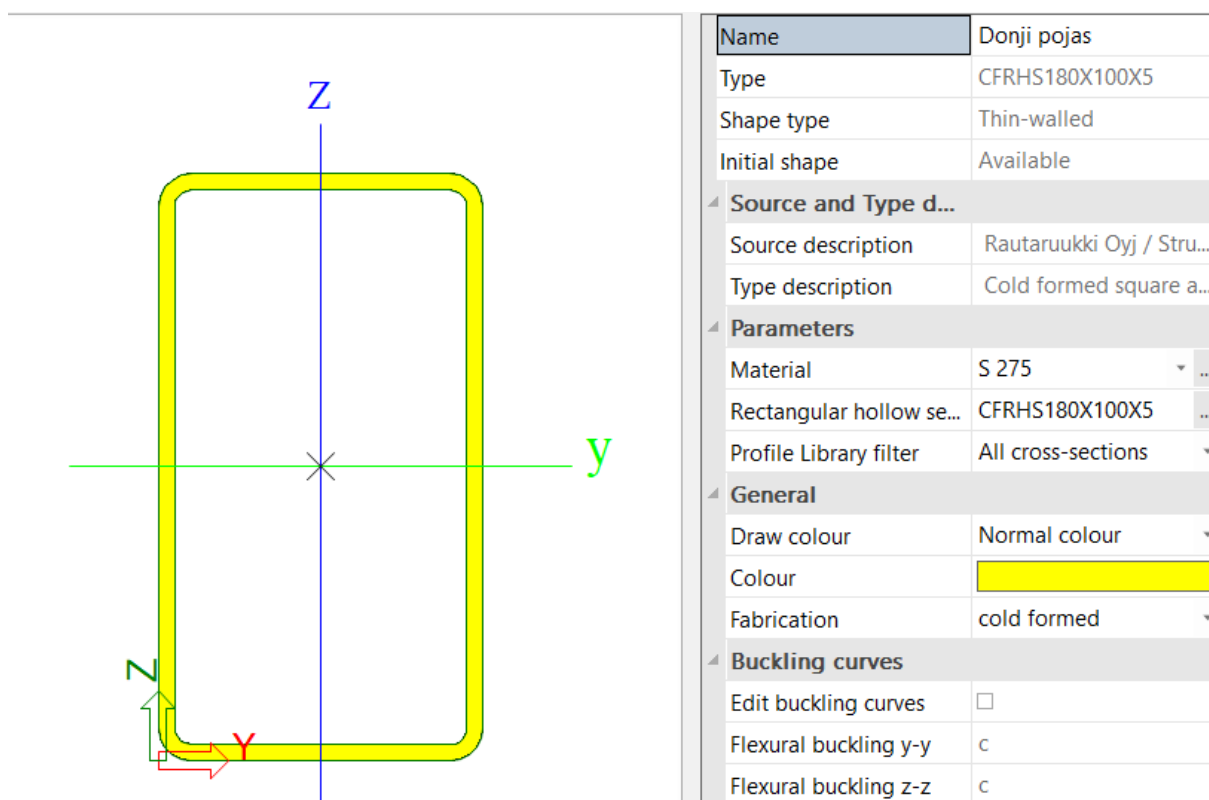 Z
y
Z
Y
Name Donji pojas
Type CFRHS180X100X5
Shape type Thin-walled
Initial shape Available
Source and Type d...
Source description Rautaruukki Oyj / Stru...
Type description Cold formed square a...
Parameters
Material S 275 ...
Rectangular hollow se... CFRHS180X100X5 ...
Profile Library filter All cross-sections
General
Draw colour Normal colour
Colour
Fabrication cold formed
Buckling curves
Edit buckling curves
Flexural buckling y-y c
Flexural buckling z-z c